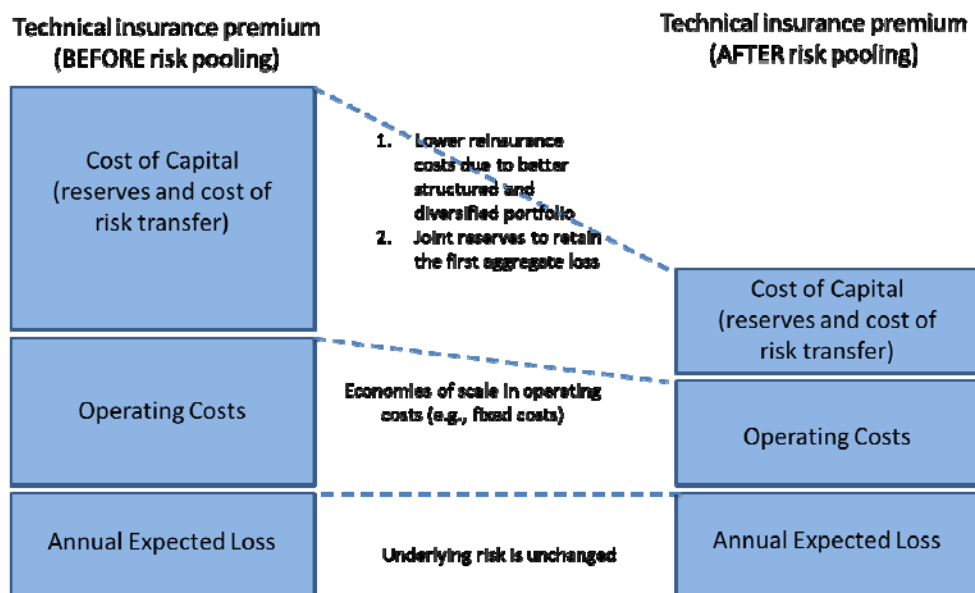 Technical insurance premium
(BEFORE risk pooling)
Technical insurance premium
(AFTER risk pooling)
Cost of Capital
(reserves and cost of
risk transfer)
1. Lower reinsurance
costs due to better
structured and
diversified portfolio
2. Joint reserves to retain
the first aggregate loss
Cost of Capital
(reserves and cost of
risk transfer)
Operating Costs
Economies of scale in operating
costs (e.g., fixed costs)
Operating Costs
Annual Expected Loss
Underlying risk is unchanged
Annual Expected Loss